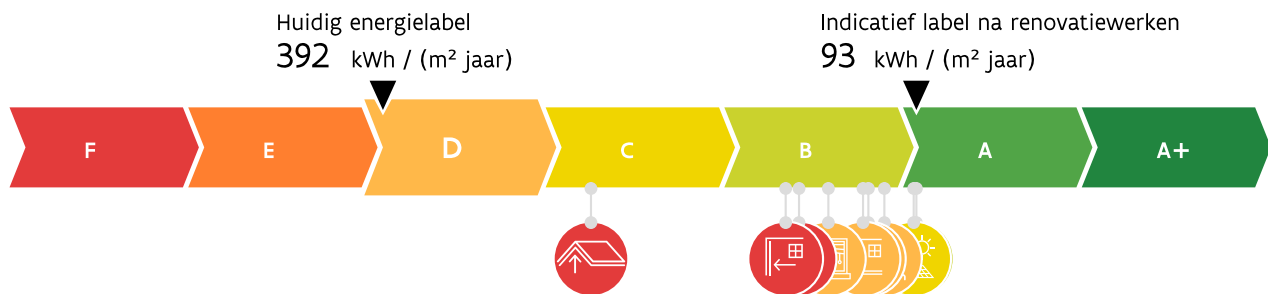 Huidig energielabel
392 kWh / (m² jaar)
Indicatief label na renovatiewerken
93 kWh / (m² jaar)
F E D C B A A+